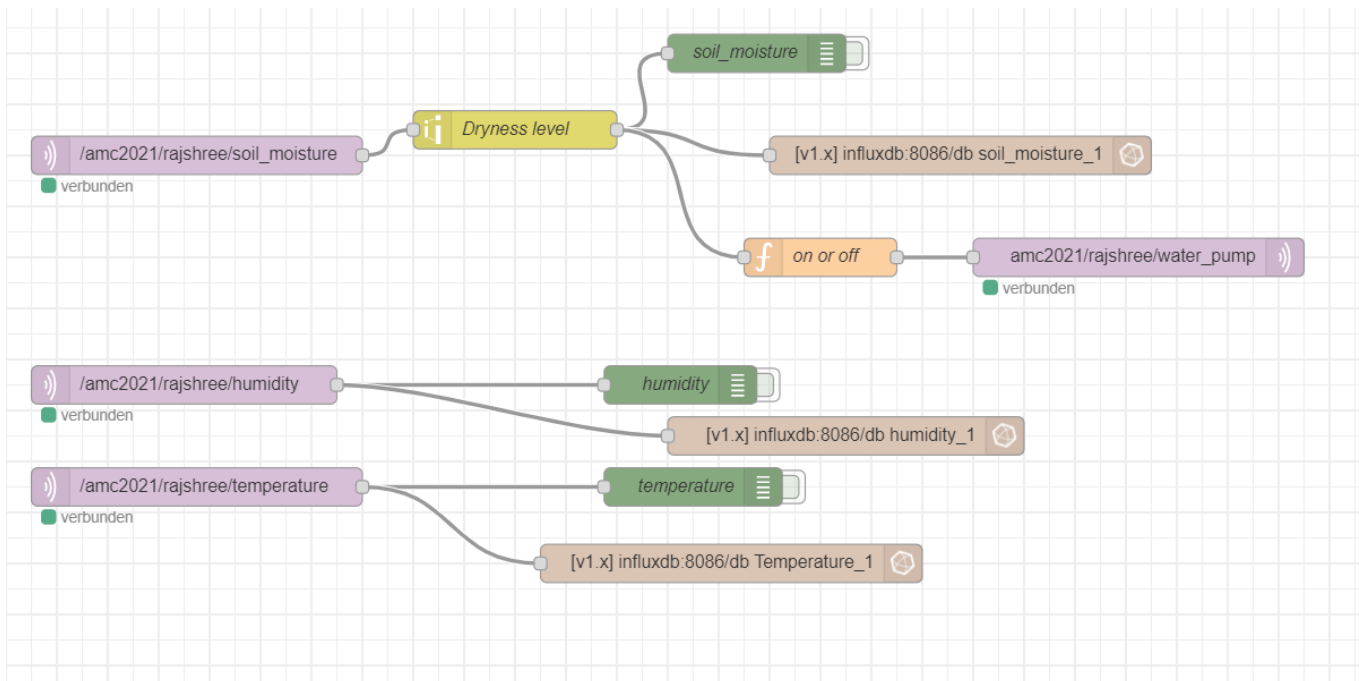 soil_moisture
Dryness level
/amc2021/rajshree/soil_moisture
[v1.x] influxdb:8086/db soil_moisture_1
verbunden
on or off
amc2021/rajshree/water_pump
verbunden
/amc2021/rajshree/humidity
humidity
verbunden
[v1.x] influxdb:8086/db humidity_1
/amc2021/rajshree/temperature
temperature
verbunden
[v1.x] influxdb:8086/db Temperature_1